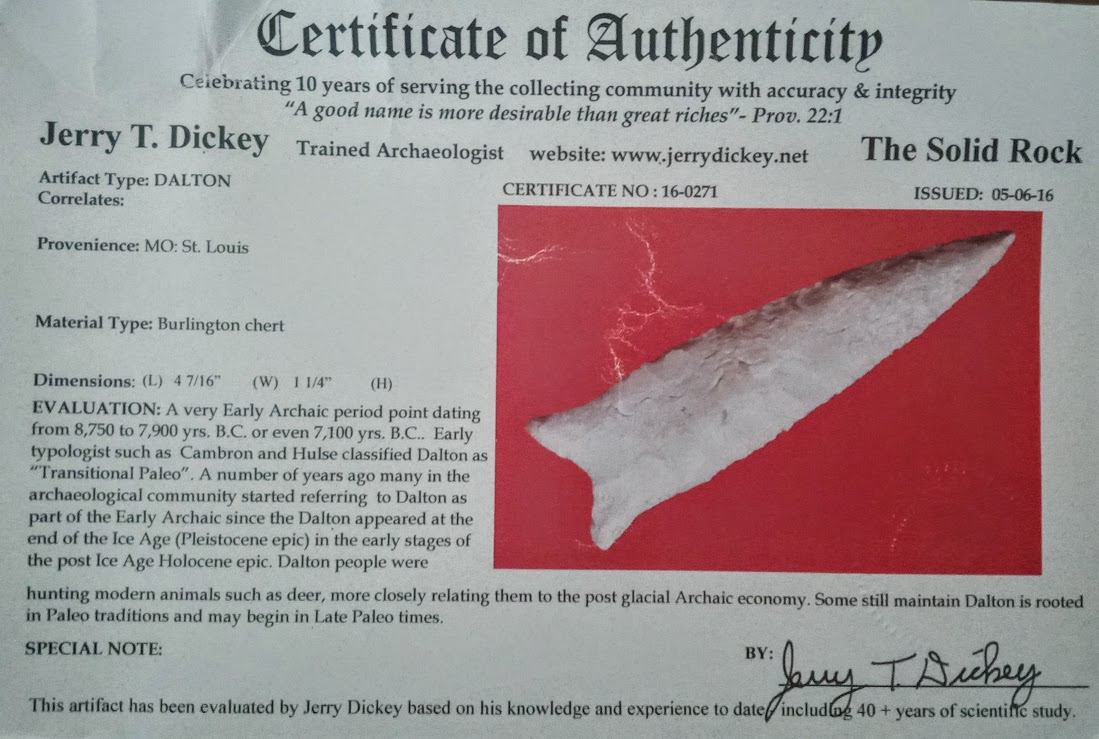 Certificate of Authenticity
Celebrating 10 years of serving the collecting community with accuracy & integrity
“A good name is more desirable than great riches”- Prov. 22:1
Jerry T. Dickey Trained Archaeologist website: www.jerrydickey.net The Solid Rock
Artifact Type: DALTON
Correlates:
CERTIFICATE NO : 16-0271 ISSUED: 05-06-16
Provenience: MO: St. Louis
Material Type: Burlington chert
Dimensions: (L) 4 7/16” (W) 1 1/4” (H)
EVALUATION: A very Early Archaic period point dating
from 8,750 to 7,900 yrs. B.C. or even 7,100 yrs. B.C.. Early
typologist such as Cambron and Hulse classified Dalton as
“Transitional Paleo”. A number of years ago many in the
archaeological community started referring to Dalton as
part of the Early Archaic since the Dalton appeared at the
end of the Ice Age (Pleistocene epic) in the early stages of
the post Ice Age Holocene epic. Dalton people were
hunting modern animals such as deer, more closely relating them to the post glacial Archaic economy. Some still maintain Dalton is rooted
in Paleo traditions and may begin in Late Paleo times.
SPECIAL NOTE:
BY: Jerry T. Dickey
This artifact has been evaluated by Jerry Dickey based on his knowledge and experience to date, including 40 + years of scientific study.